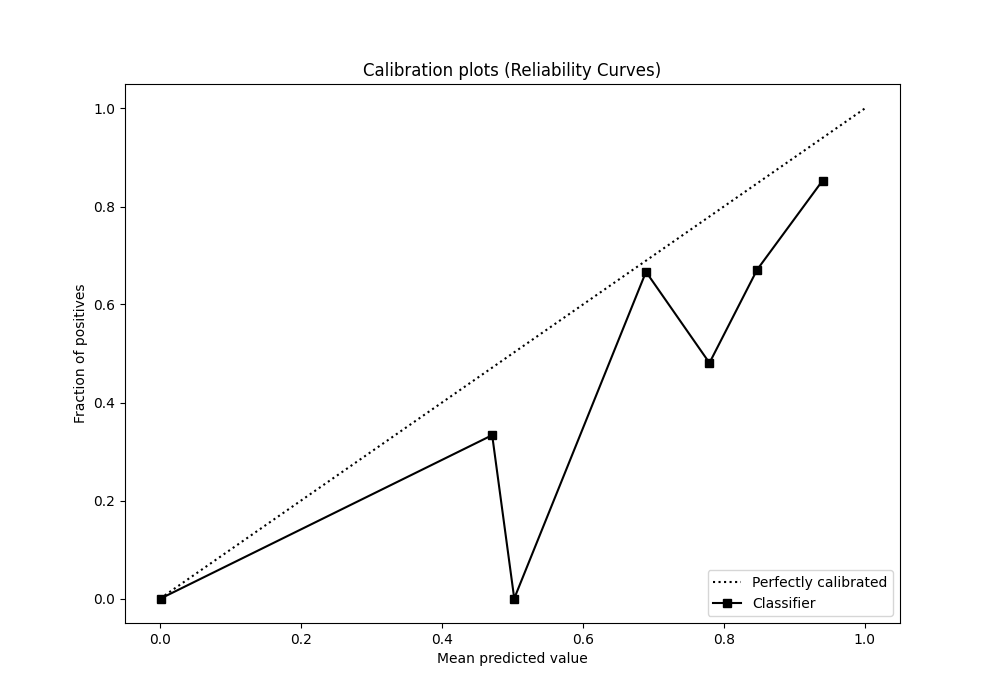 Calibration plots (Reliability Curves)
1.0
0.8
0.6
0.4
0.2
0.0
Fraction of positives
0.0 0.2 0.4 0.6 0.8 1.0
Mean predicted value
Perfectly calibrated
Classifier